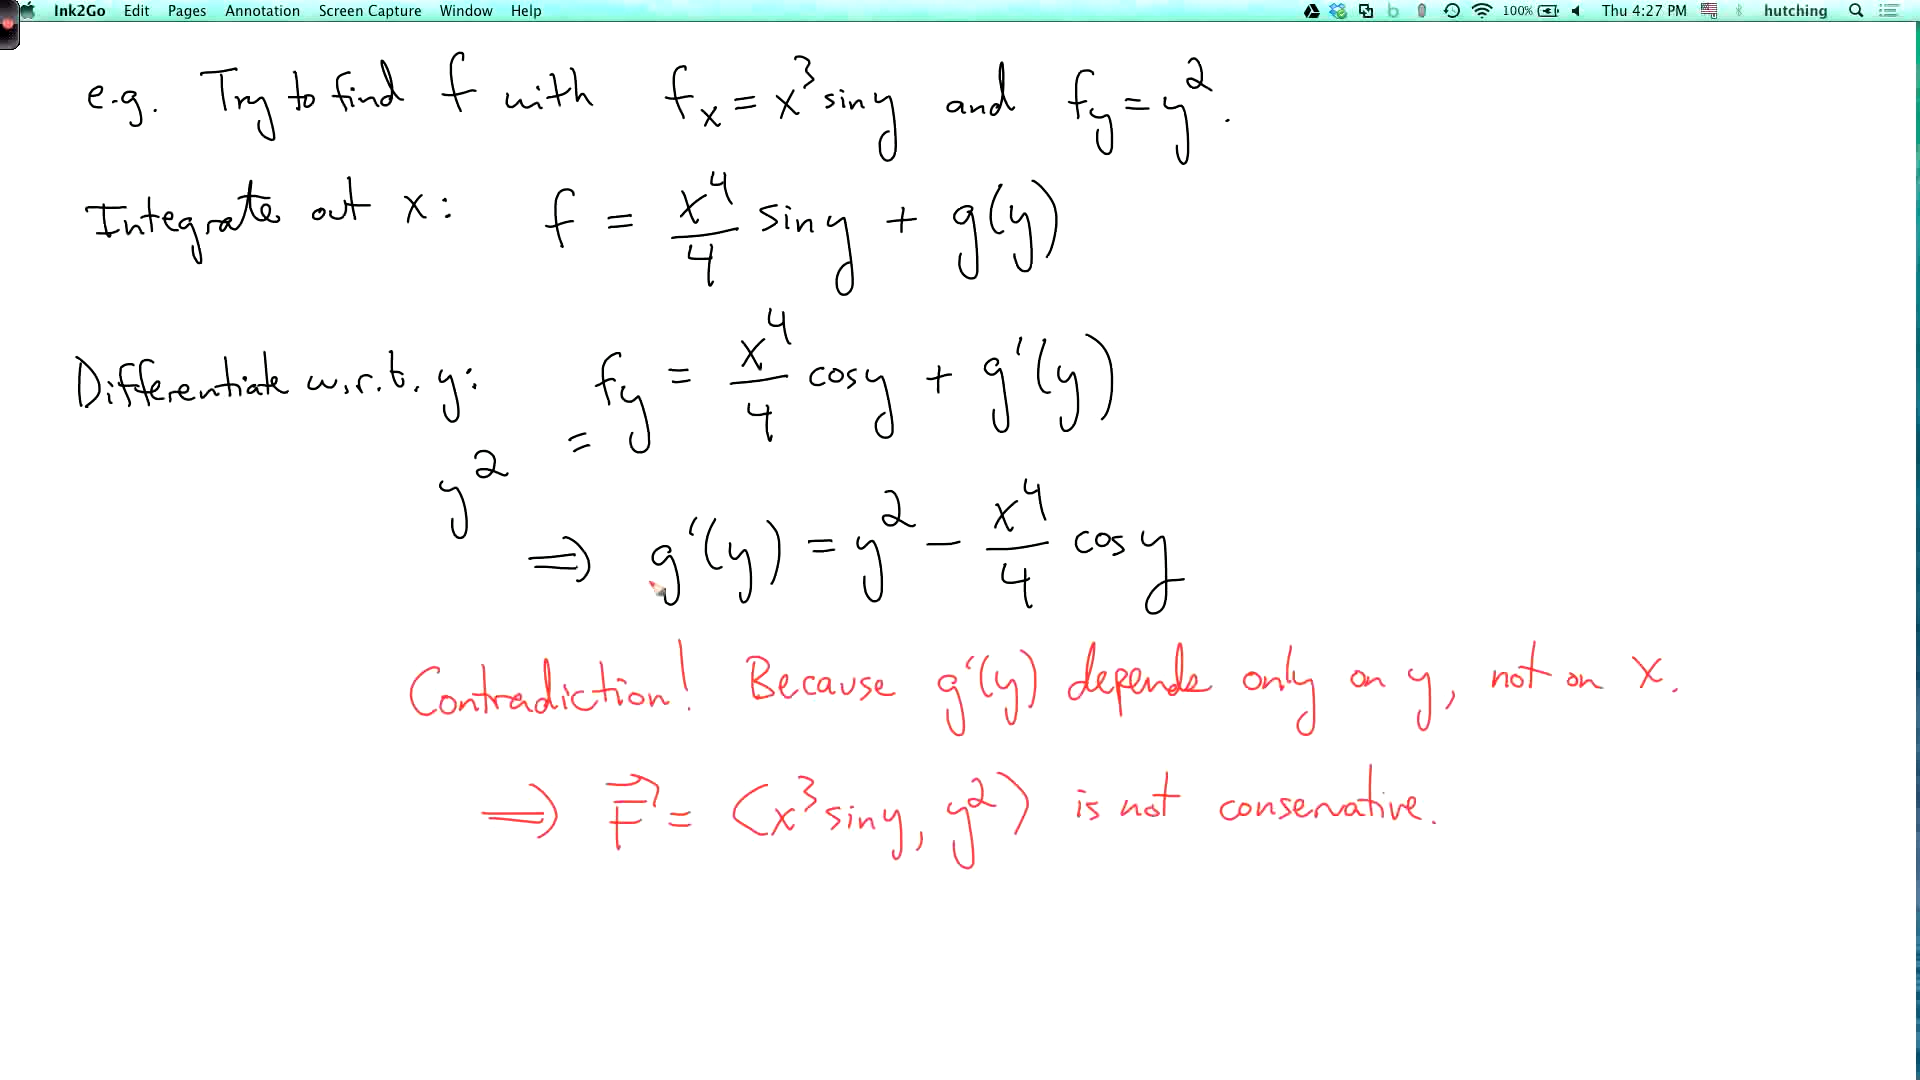 Ink2Go Edit Pages Annotation Screen Capture Window Help 100% Thu 4:27 PM hutching
e.g. Try to find f with f_x = x^3 sin y and f_y = y^2.
Integrate out x: f = x^4/4 sin y + g(y)
Differentiate w.r.t. y: f_y = x^4/4 cos y + g'(y)
y^2 =
⇒ g'(y) = y^2 − x^4/4 cos y
Contradiction! Because g'(y) depends only on y, not on x.
⇒ F⃗ = ⟨x^3 sin y, y^2⟩ is not conservative.